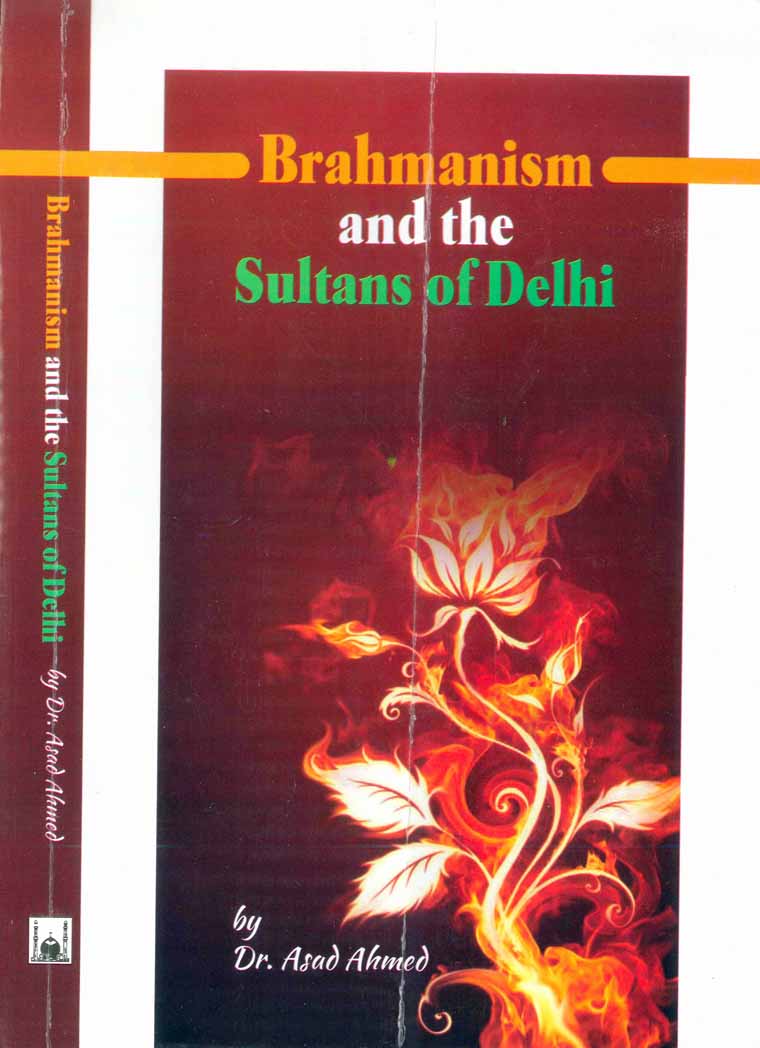 Brahmanism
and the
Sultans of Delhi
by
Dr. Asad Ahmed
Brahmanism and the Sultans of Delhi by Dr. Asad Ahmed